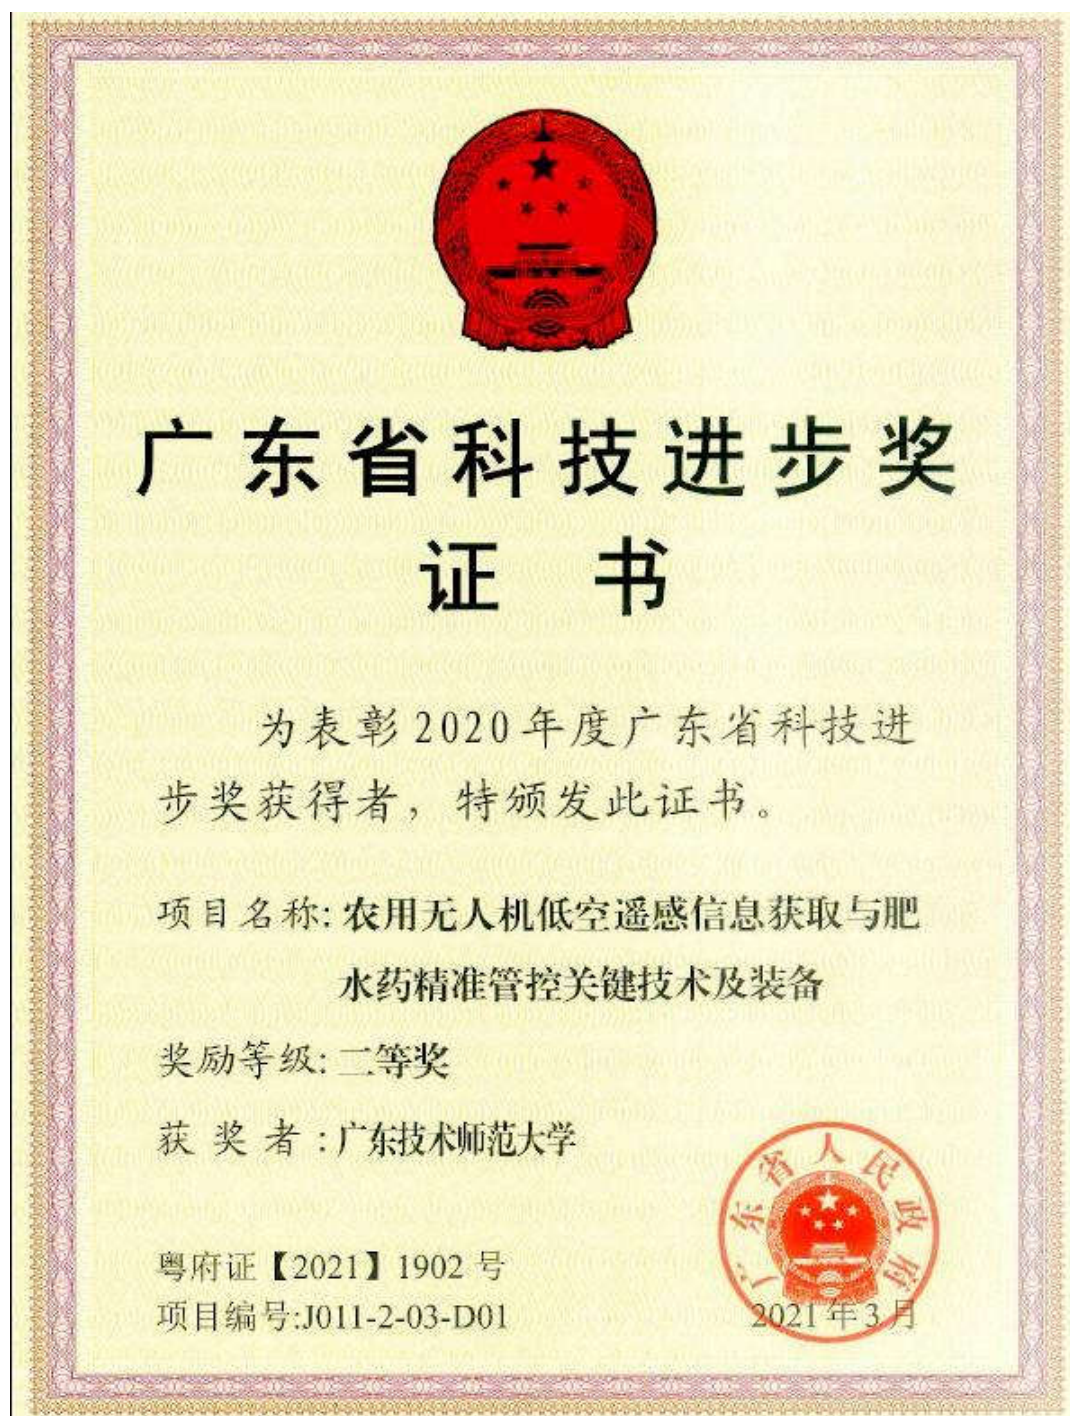 广东省科技进步奖
证书
为表彰2020年度广东省科技进
步奖获得者，特颁发此证书。
项目名称:农用无人机低空遥感信息获取与肥
水药精准管控关键技术及装备
奖励等级:二等奖
获奖者:广东技术师范大学
广东省人民政府
粤府证【2021】1902号
项目编号:J011-2-03-D01
2021年3月